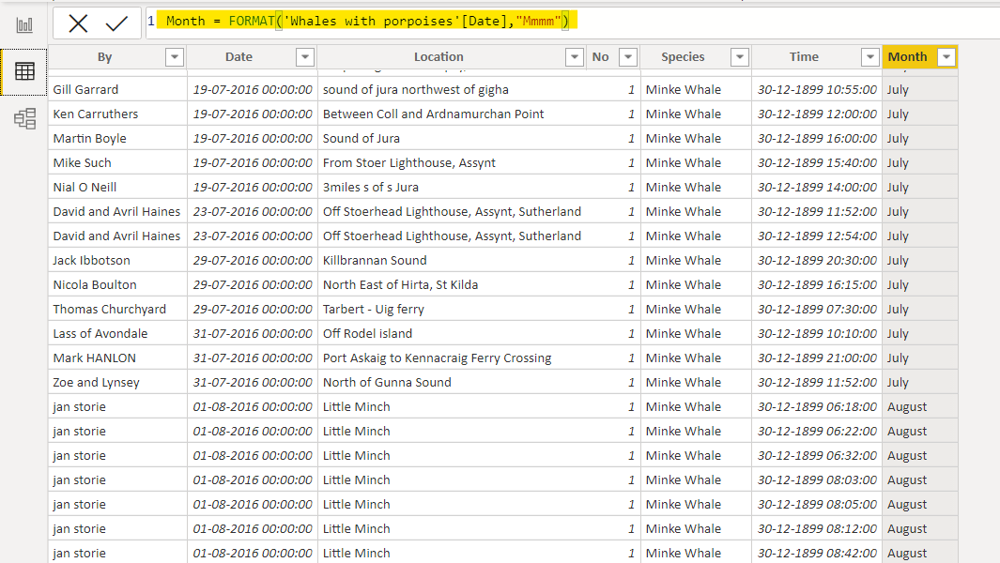 1 Month = FORMAT('Whales with porpoises'[Date],"Mmmm")
By Date Location No Species Time Month
Gill Garrard 19-07-2016 00:00:00 sound of jura northwest of gigha 1 Minke Whale 30-12-1899 10:55:00 July
Ken Carruthers 19-07-2016 00:00:00 Between Coll and Ardnamurchan Point 1 Minke Whale 30-12-1899 12:00:00 July
Martin Boyle 19-07-2016 00:00:00 Sound of Jura 1 Minke Whale 30-12-1899 16:00:00 July
Mike Such 19-07-2016 00:00:00 From Stoer Lighthouse, Assynt 1 Minke Whale 30-12-1899 15:40:00 July
Nial O Neill 19-07-2016 00:00:00 3miles s of s Jura 1 Minke Whale 30-12-1899 14:00:00 July
David and Avril Haines 23-07-2016 00:00:00 Off Stoerhead Lighthouse, Assynt, Sutherland 1 Minke Whale 30-12-1899 11:52:00 July
David and Avril Haines 23-07-2016 00:00:00 Off Stoerhead Lighthouse, Assynt, Sutherland 1 Minke Whale 30-12-1899 12:54:00 July
Jack Ibbotson 29-07-2016 00:00:00 Killbrannan Sound 1 Minke Whale 30-12-1899 20:30:00 July
Nicola Boulton 29-07-2016 00:00:00 North East of Hirta, St Kilda 1 Minke Whale 30-12-1899 16:15:00 July
Thomas Churchyard 29-07-2016 00:00:00 Tarbert - Uig ferry 1 Minke Whale 30-12-1899 07:30:00 July
Lass of Avondale 31-07-2016 00:00:00 Off Rodel island 1 Minke Whale 30-12-1899 10:10:00 July
Mark HANLON 31-07-2016 00:00:00 Port Askaig to Kennacraig Ferry Crossing 1 Minke Whale 30-12-1899 21:00:00 July
Zoe and Lynsey 31-07-2016 00:00:00 North of Gunna Sound 1 Minke Whale 30-12-1899 11:52:00 July
jan storie 01-08-2016 00:00:00 Little Minch 1 Minke Whale 30-12-1899 06:18:00 August
jan storie 01-08-2016 00:00:00 Little Minch 1 Minke Whale 30-12-1899 06:22:00 August
jan storie 01-08-2016 00:00:00 Little Minch 1 Minke Whale 30-12-1899 06:32:00 August
jan storie 01-08-2016 00:00:00 Little Minch 1 Minke Whale 30-12-1899 08:03:00 August
jan storie 01-08-2016 00:00:00 Little Minch 1 Minke Whale 30-12-1899 08:05:00 August
jan storie 01-08-2016 00:00:00 Little Minch 1 Minke Whale 30-12-1899 08:12:00 August
jan storie 01-08-2016 00:00:00 Little Minch 1 Minke Whale 30-12-1899 08:42:00 August